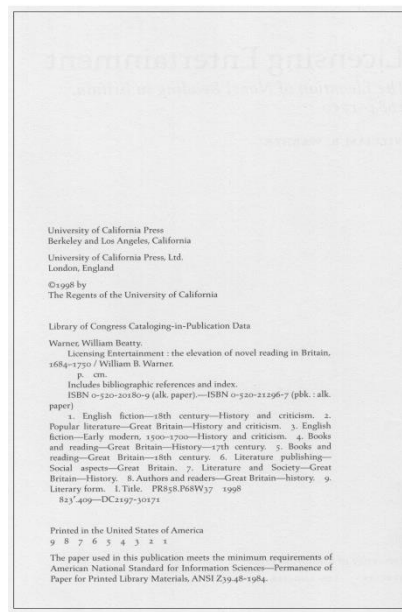 University of California Press
Berkeley and Los Angeles, California
University of California Press, Ltd.
London, England
©1998 by
The Regents of the University of California
Library of Congress Cataloging-in-Publication Data
Warner, William Beatty.
Licensing Entertainment : the elevation of novel reading in Britain,
1684–1750 / William B. Warner.
p. cm.
Includes bibliographic references and index.
ISBN 0-520-20180-9 (alk. paper).—ISBN 0-520-21296-7 (pbk. : alk.
paper)
1. English fiction—18th century—History and criticism. 2.
Popular literature—Great Britain—History and criticism. 3. English
fiction—Early modern, 1500–1700—History and criticism. 4. Books
and reading—Great Britain—History—17th century. 5. Books and
reading—Great Britain—18th century. 6. Literature publishing—
Social aspects—Great Britain. 7. Literature and Society—Great
Britain—History. 8. Authors and readers—Great Britain—history. 9.
Literary form. I. Title. PR858.P68W37 1998
823'.409—DC2197-30171
Printed in the United States of America
9 8 7 6 5 4 3 2 1
The paper used in this publication meets the minimum requirements of
American National Standard for Information Sciences—Permanence of
Paper for Printed Library Materials, ANSI Z39.48-1984.